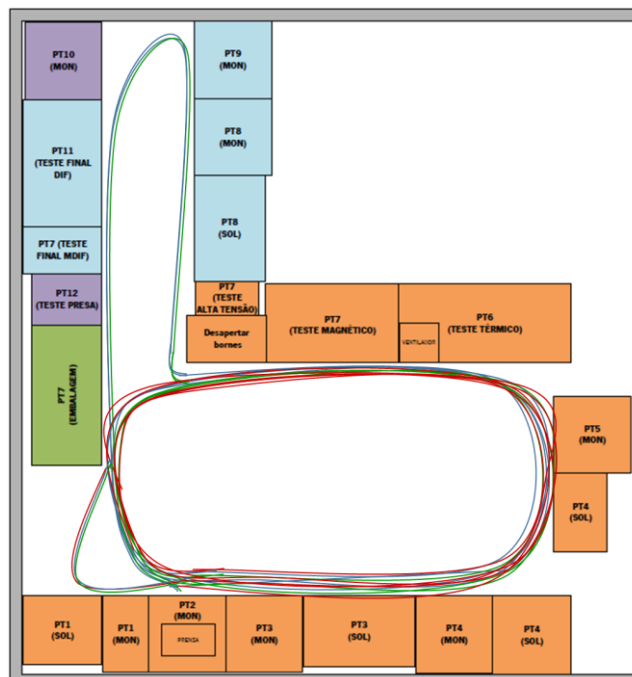 PT10
(MON)
PT9
(MON)
PT11
(TESTE FINAL
DIF)
PT8
(MON)
PT8
(SOL)
PT7 (TESTE
FINAL MDIF)
PT12
(TESTE PRESA)
PT7
(TESTE
ALTA TENSÃO)
Desapertar
bornes
PT7
(TESTE MAGNÉTICO)
PT6
(TESTE TÉRMICO)
VENTILADOR
PT7
(EMBALAGEM)
PT5
(MON)
PT4
(SOL)
PT1
(SOL)
PT1
(MON)
PT2
(MON)
PRENSA
PT3
(MON)
PT3
(SOL)
PT4
(MON)
PT4
(SOL)